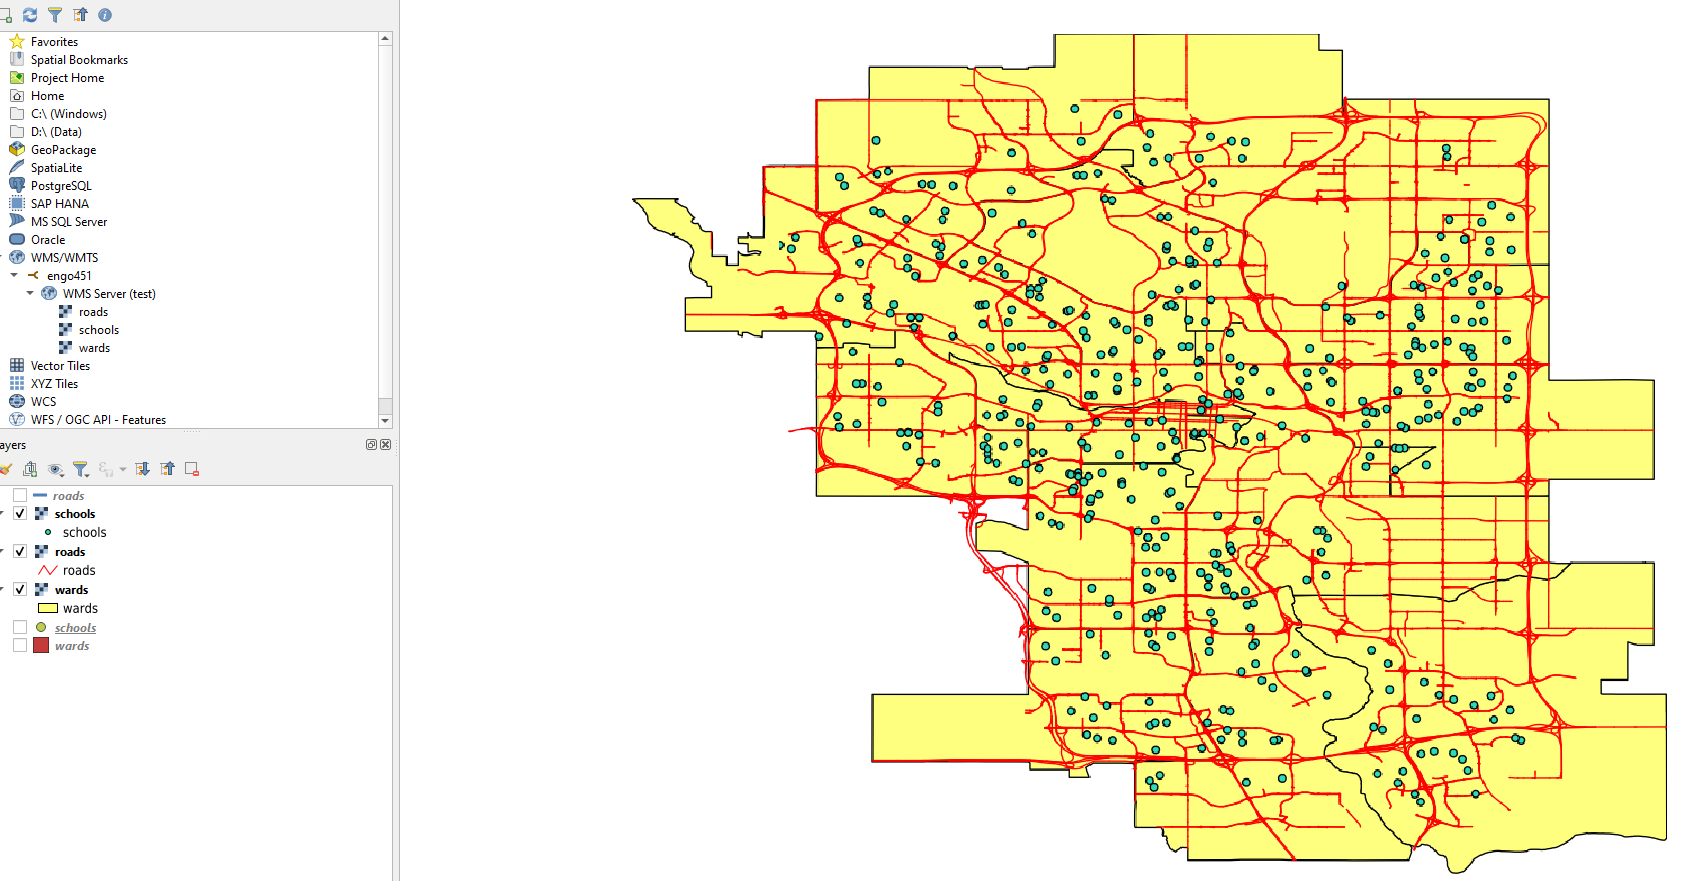 Favorites
Spatial Bookmarks
Project Home
Home
C:\ (Windows)
D:\ (Data)
GeoPackage
SpatiaLite
PostgreSQL
SAP HANA
MS SQL Server
Oracle
WMS/WMTS
engo451
WMS Server (test)
roads
schools
wards
Vector Tiles
XYZ Tiles
WCS
WFS / OGC API - Features
ayers
roads
schools
schools
roads
roads
wards
wards
schools
wards